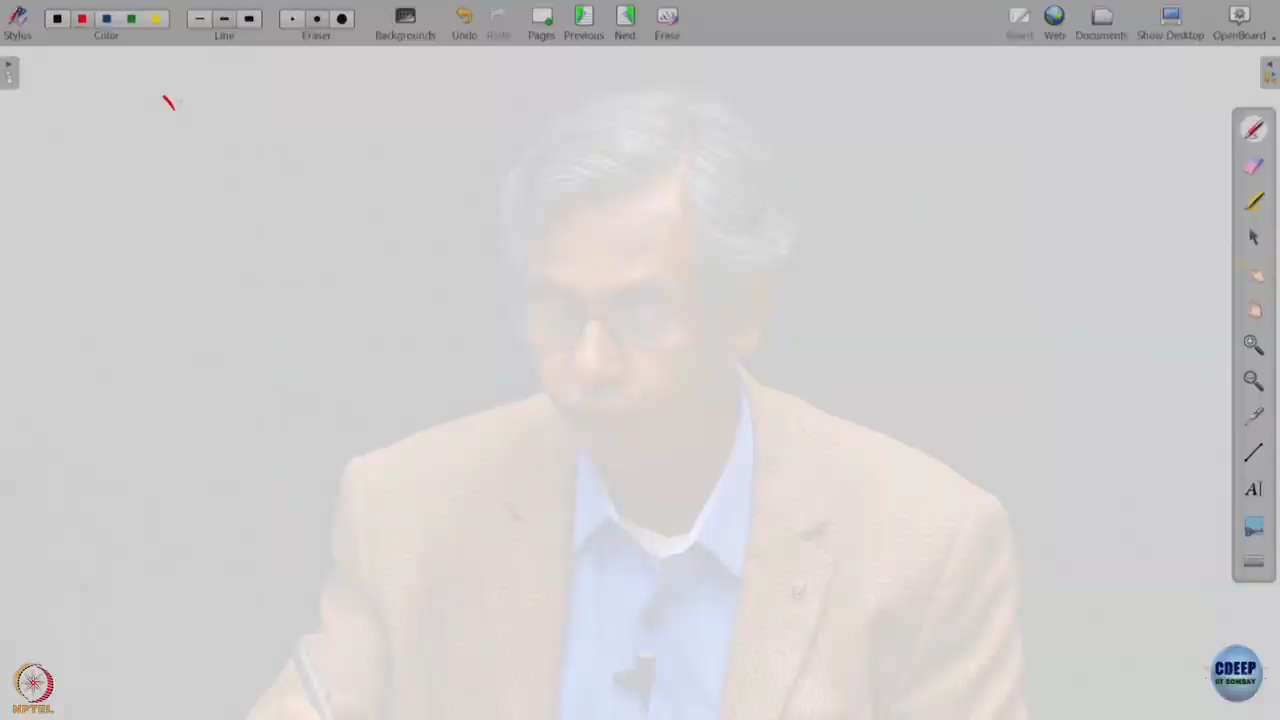 Stylus
Color
Line
Eraser
Backgrounds
Undo
Redo
Pages
Previous
Next
Erase
Board
Web
Documents
Show Desktop
OpenBoard
AI
NPTEL
CDEEP
IIT BOMBAY